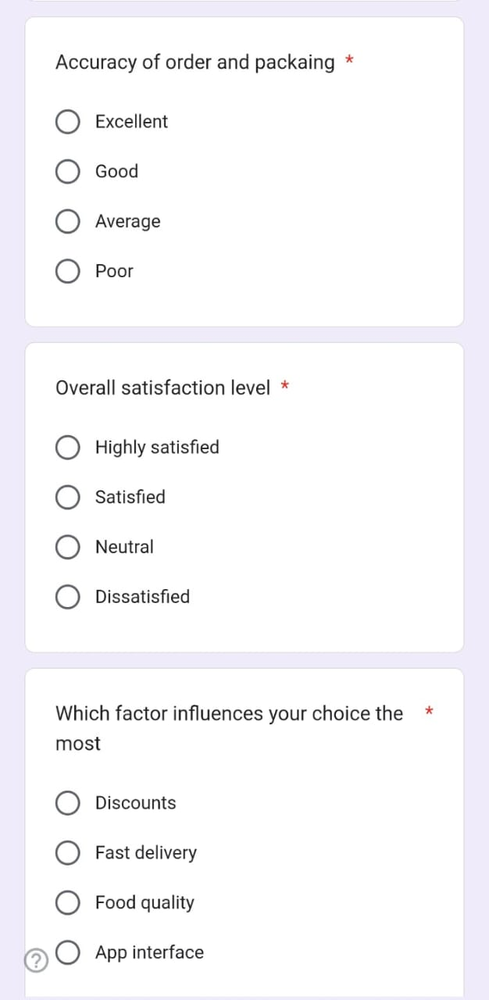 Accuracy of order and packaing *
Excellent
Good
Average
Poor
Overall satisfaction level *
Highly satisfied
Satisfied
Neutral
Dissatisfied
Which factor influences your choice the *
most
Discounts
Fast delivery
Food quality
App interface
?